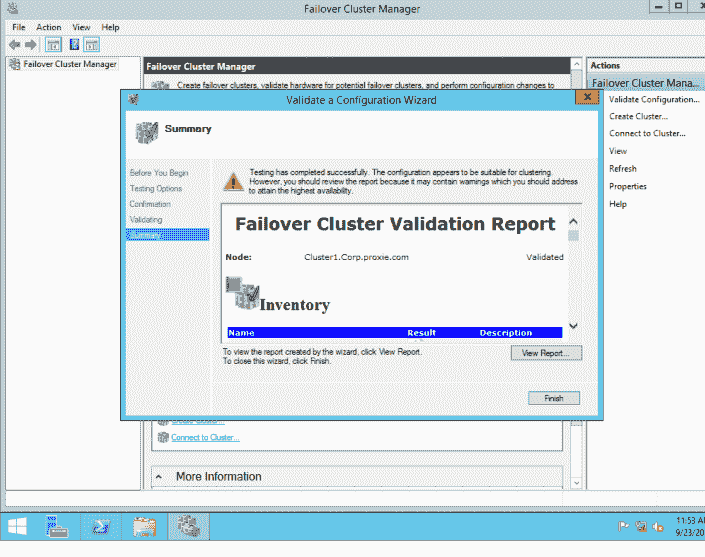 Failover Cluster Manager
File Action View Help
Failover Cluster Manager
Failover Cluster Manager
Create failover clusters, validate hardware for potential failover clusters, and perform configuration changes to
Actions
Failover Cluster Mana...
Validate Configuration...
Create Cluster...
Connect to Cluster...
View
Refresh
Properties
Help
Validate a Configuration Wizard
Summary
Before You Begin
Testing Options
Confirmation
Validating
Summary
Testing has completed successfully. The configuration appears to be suitable for clustering.
However, you should review the report because it may contain warnings which you should address
to attain the highest availability.
Failover Cluster Validation Report
Node: Cluster1.Corp.proxie.com Validated
Inventory
Name Result Description
To view the report created by the wizard, click View Report.
To close this wizard, click Finish.
View Report...
Finish
Connect to Cluster...
More Information
11:53 A
9/23/20